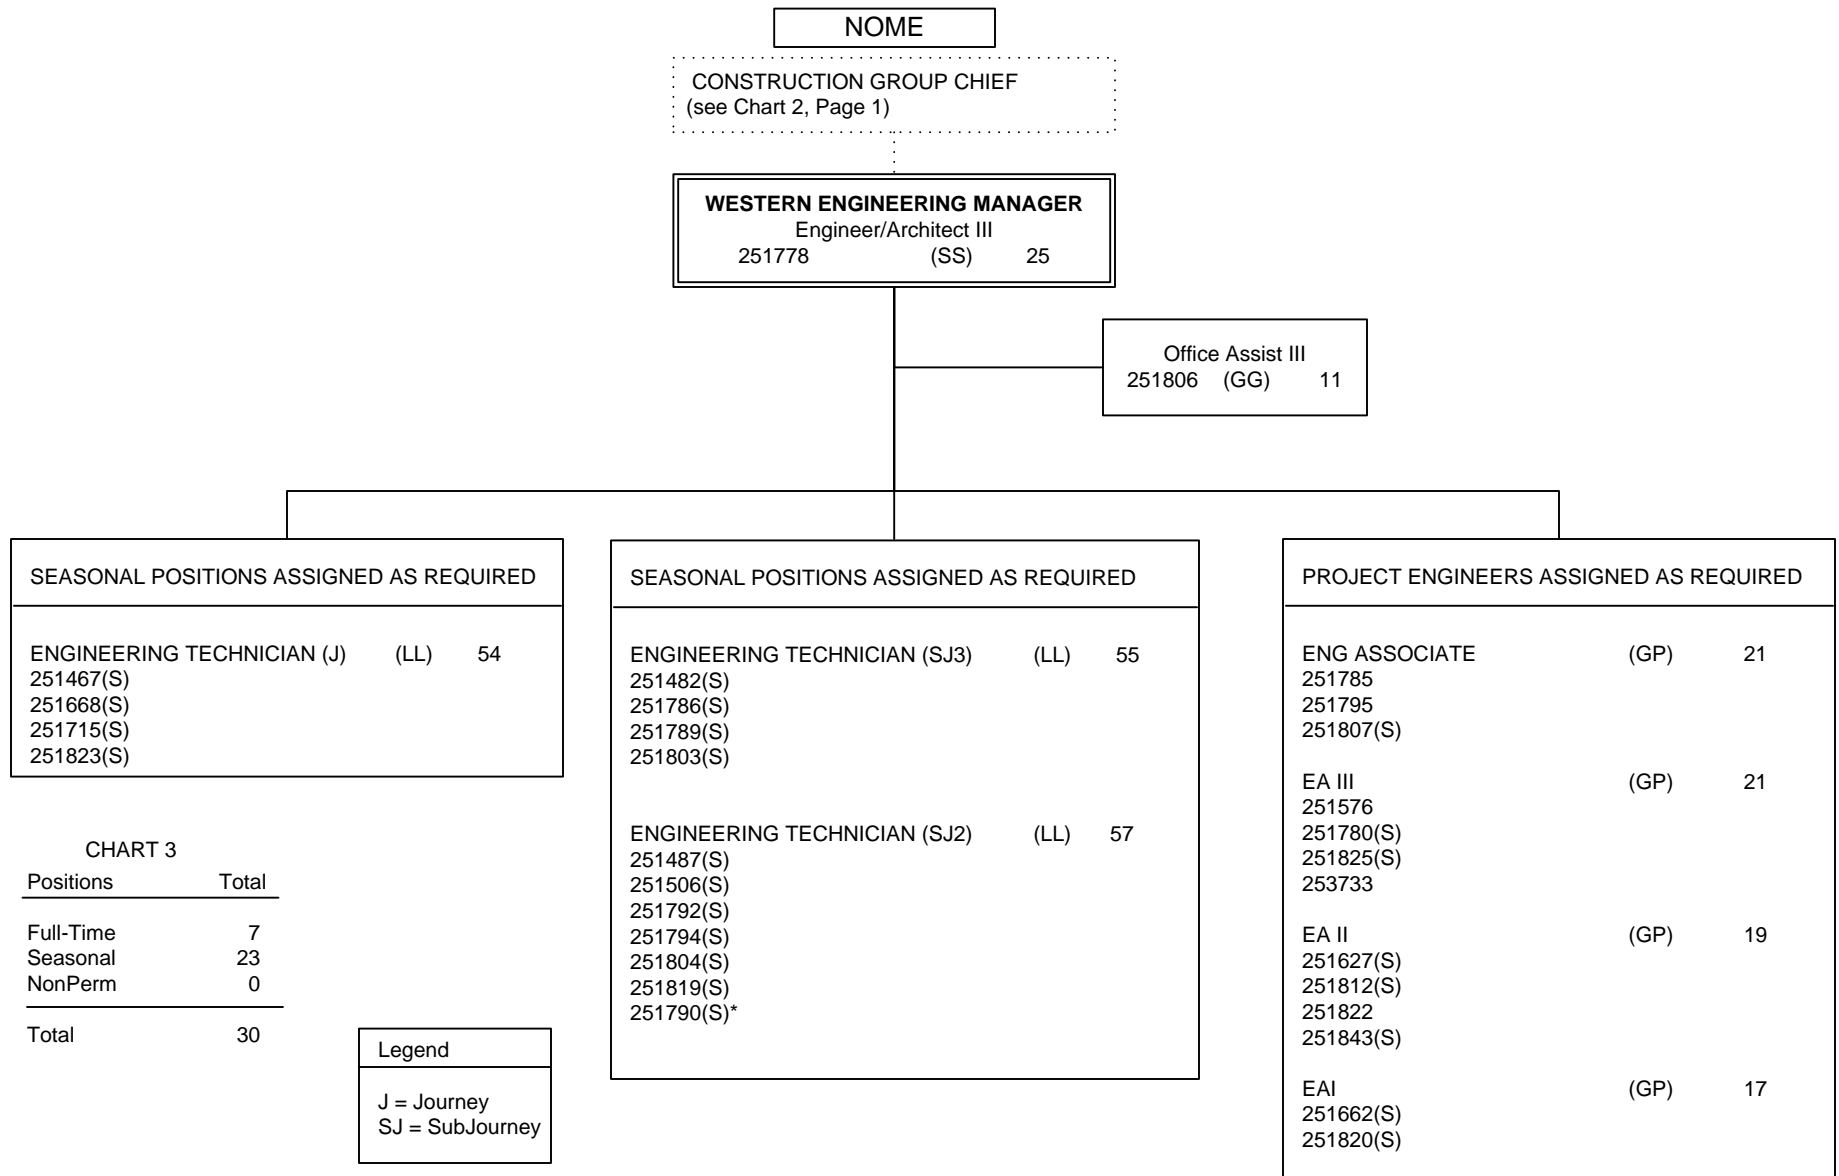 NOME
CONSTRUCTION GROUP CHIEF
(see Chart 2, Page 1)
WESTERN ENGINEERING MANAGER
Engineer/Architect III
251778 (SS) 25
Office Assist III
251806 (GG) 11
SEASONAL POSITIONS ASSIGNED AS REQUIRED
ENGINEERING TECHNICIAN (J) (LL) 54
251467(S)
251668(S)
251715(S)
251823(S)
SEASONAL POSITIONS ASSIGNED AS REQUIRED
ENGINEERING TECHNICIAN (SJ3) (LL) 55
251482(S)
251786(S)
251789(S)
251803(S)
ENGINEERING TECHNICIAN (SJ2) (LL) 57
251487(S)
251506(S)
251792(S)
251794(S)
251804(S)
251819(S)
251790(S)*
PROJECT ENGINEERS ASSIGNED AS REQUIRED
ENG ASSOCIATE (GP) 21
251785
251795
251807(S)
EA III (GP) 21
251576
251780(S)
251825(S)
253733
EA II (GP) 19
251627(S)
251812(S)
251822
251843(S)
EAI (GP) 17
251662(S)
251820(S)
CHART 3
Positions Total
Full-Time 7
Seasonal 23
NonPerm 0
Total 30
Legend
J = Journey
SJ = SubJourney